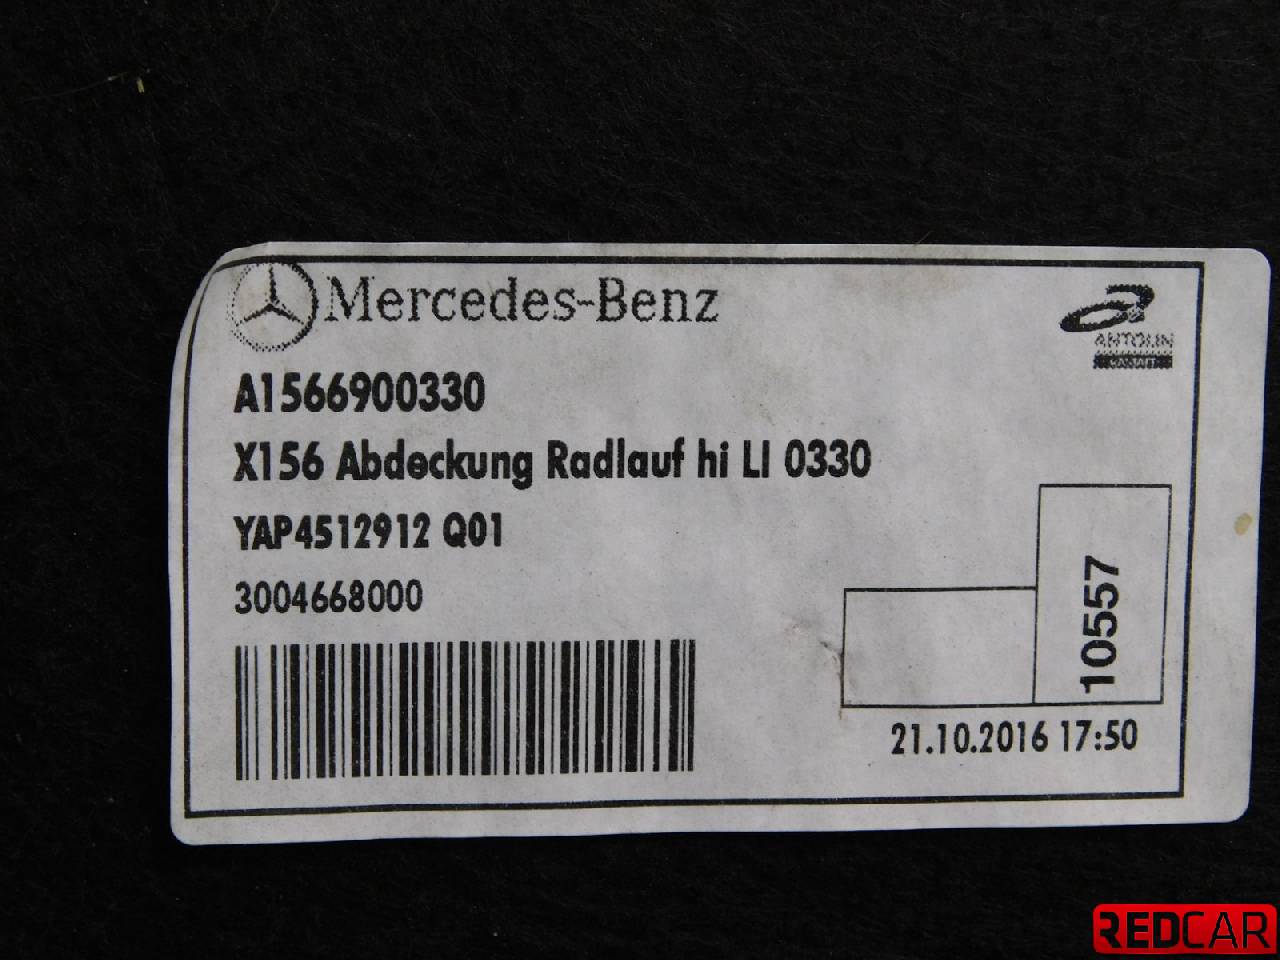 Mercedes-Benz
ANTOLIN
A1566900330
X156 Abdeckung Radlauf hi LI 0330
YAP4512912 Q01
3004668000
10557
21.10.2016 17:50
REDCAR